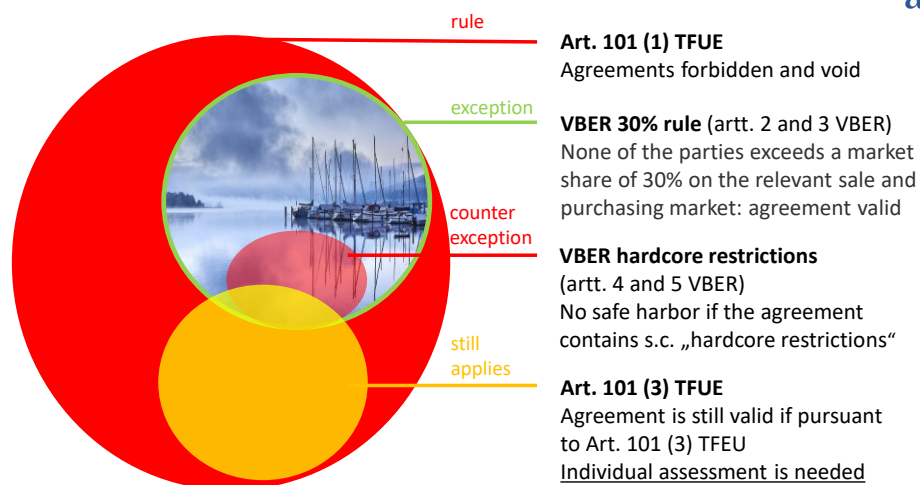 rule
Art. 101 (1) TFUE
Agreements forbidden and void
exception
VBER 30% rule (artt. 2 and 3 VBER)
None of the parties exceeds a market
share of 30% on the relevant sale and
purchasing market: agreement valid
counter
exception
VBER hardcore restrictions
(artt. 4 and 5 VBER)
No safe harbor if the agreement
contains s.c. „hardcore restrictions“
still
applies
Art. 101 (3) TFUE
Agreement is still valid if pursuant
to Art. 101 (3) TFEU
Individual assessment is needed